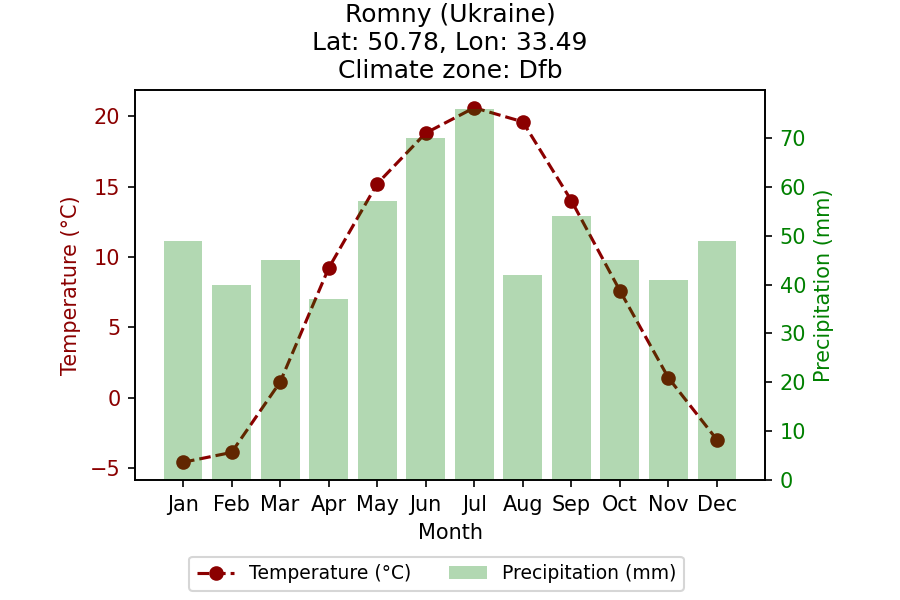 Romny (Ukraine)
Lat: 50.78, Lon: 33.49
Climate zone: Dfb
Temperature (°C)
20
15
10
5
0
−5
70
60
50
40
30
20
10
0
Precipitation (mm)
Jan Feb Mar Apr May Jun Jul Aug Sep Oct Nov Dec
Month
Temperature (°C) Precipitation (mm)